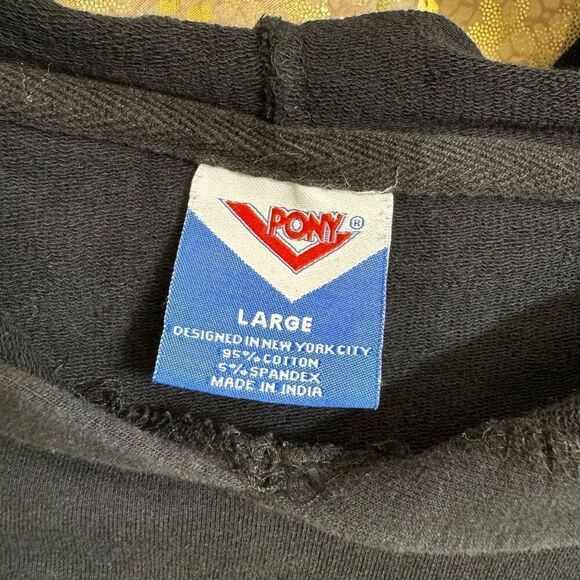 PONY®
LARGE
DESIGNED IN NEW YORK CITY
95% COTTON
5% SPANDEX
MADE IN INDIA